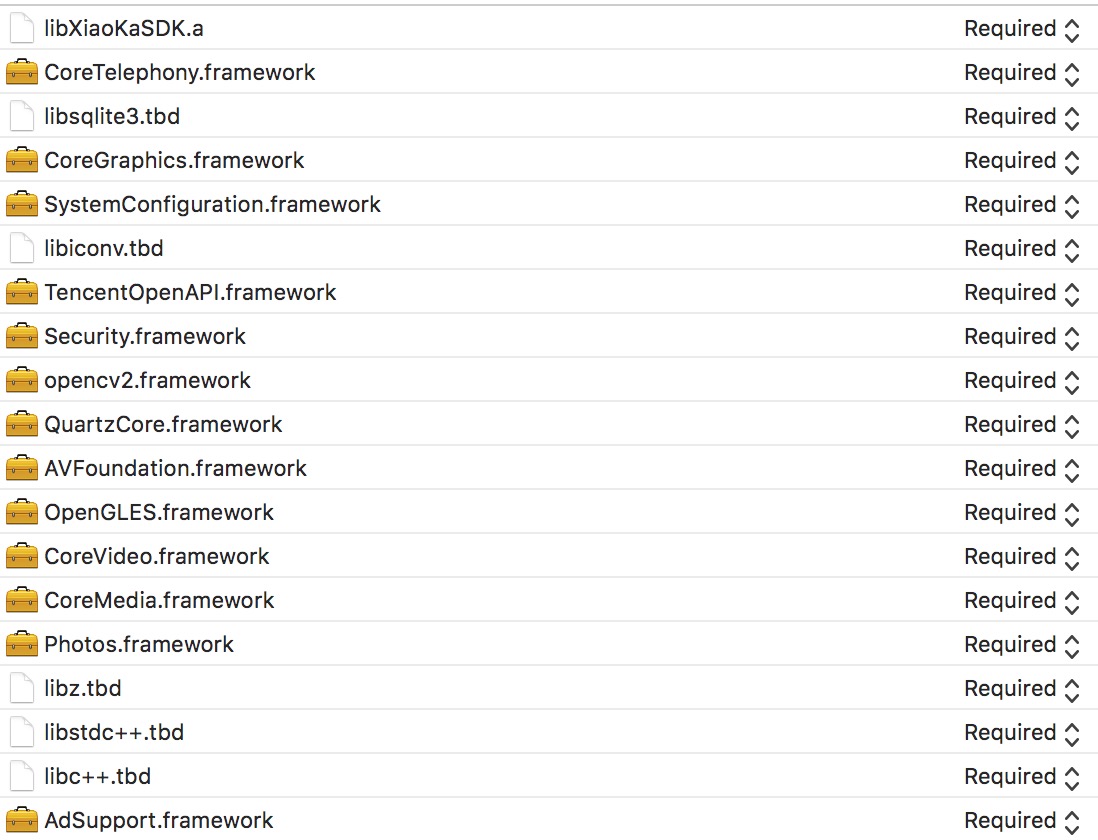 libXiaoKaSDK.a Required
CoreTelephony.framework Required
libsqlite3.tbd Required
CoreGraphics.framework Required
SystemConfiguration.framework Required
libiconv.tbd Required
TencentOpenAPI.framework Required
Security.framework Required
opencv2.framework Required
QuartzCore.framework Required
AVFoundation.framework Required
OpenGLES.framework Required
CoreVideo.framework Required
CoreMedia.framework Required
Photos.framework Required
libz.tbd Required
libstdc++.tbd Required
libc++.tbd Required
AdSupport.framework Required